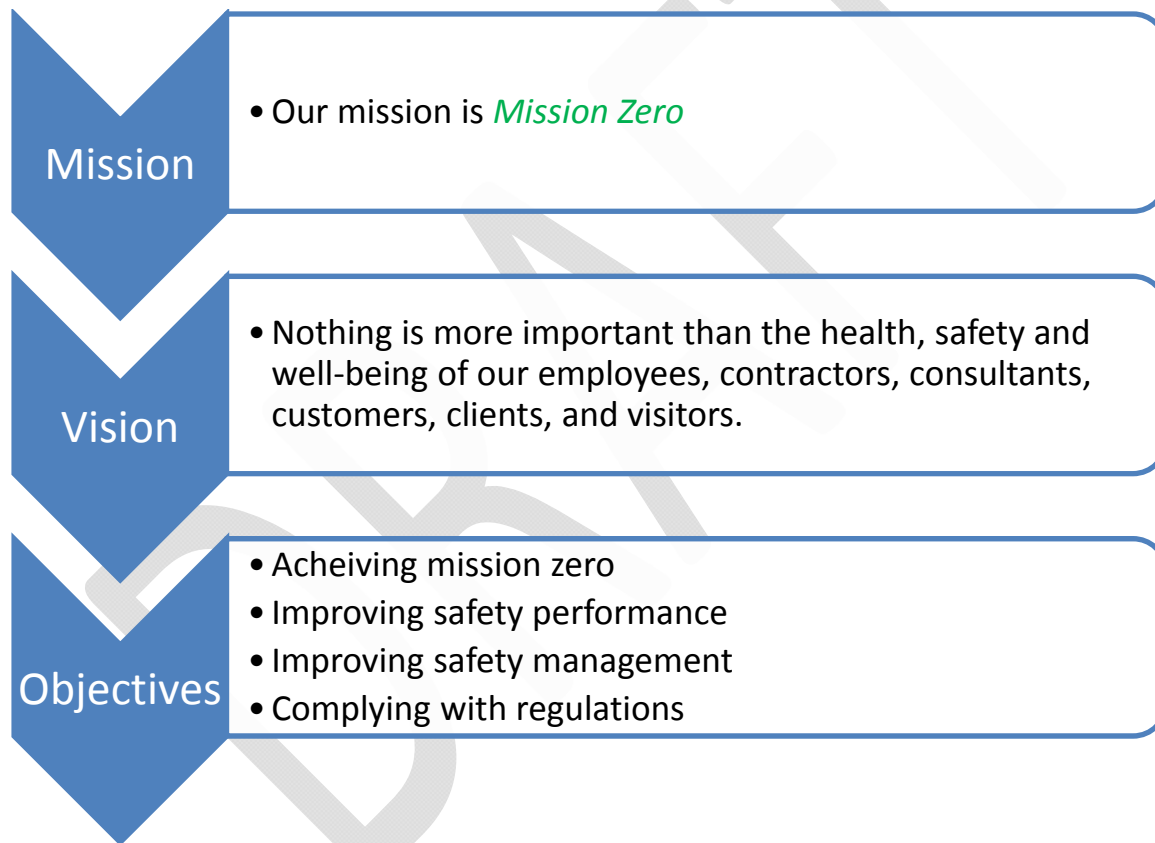 Mission
• Our mission is Mission Zero
Vision
• Nothing is more important than the health, safety and
well-being of our employees, contractors, consultants,
customers, clients, and visitors.
Objectives
• Acheiving mission zero
• Improving safety performance
• Improving safety management
• Complying with regulations
DRAFT